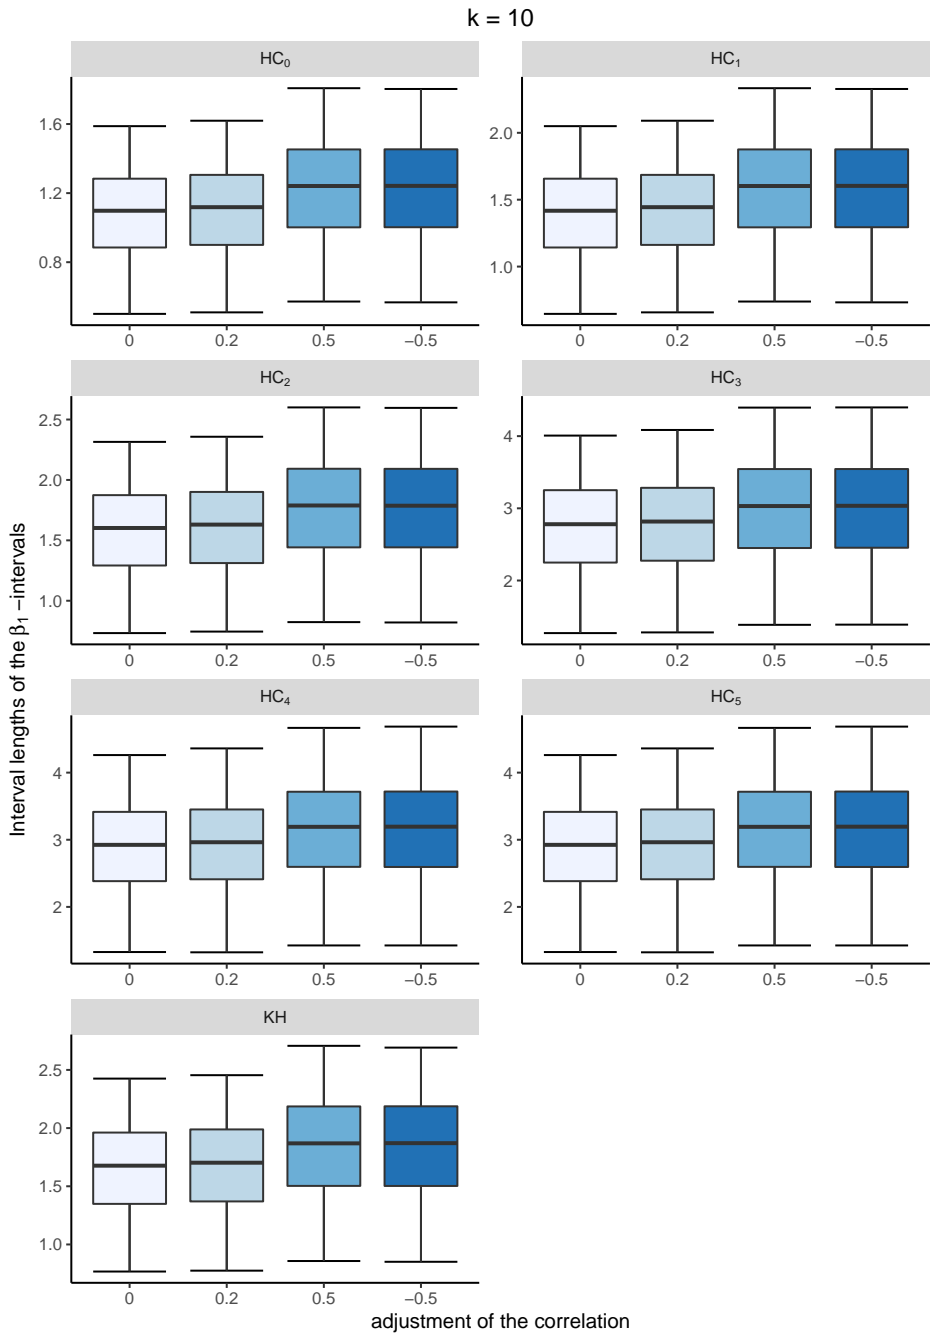 k = 10
HC₀ HC₁
1.6
1.2
0.8
2.0
1.5
1.0
0 0.2 0.5 −0.5 0 0.2 0.5 −0.5
HC₂ HC₃
2.5
2.0
1.5
1.0
4
3
2
0 0.2 0.5 −0.5 0 0.2 0.5 −0.5
Interval lengths of the β₁ −intervals
HC₄ HC₅
4
3
2
4
3
2
0 0.2 0.5 −0.5 0 0.2 0.5 −0.5
KH
2.5
2.0
1.5
1.0
0 0.2 0.5 −0.5
adjustment of the correlation